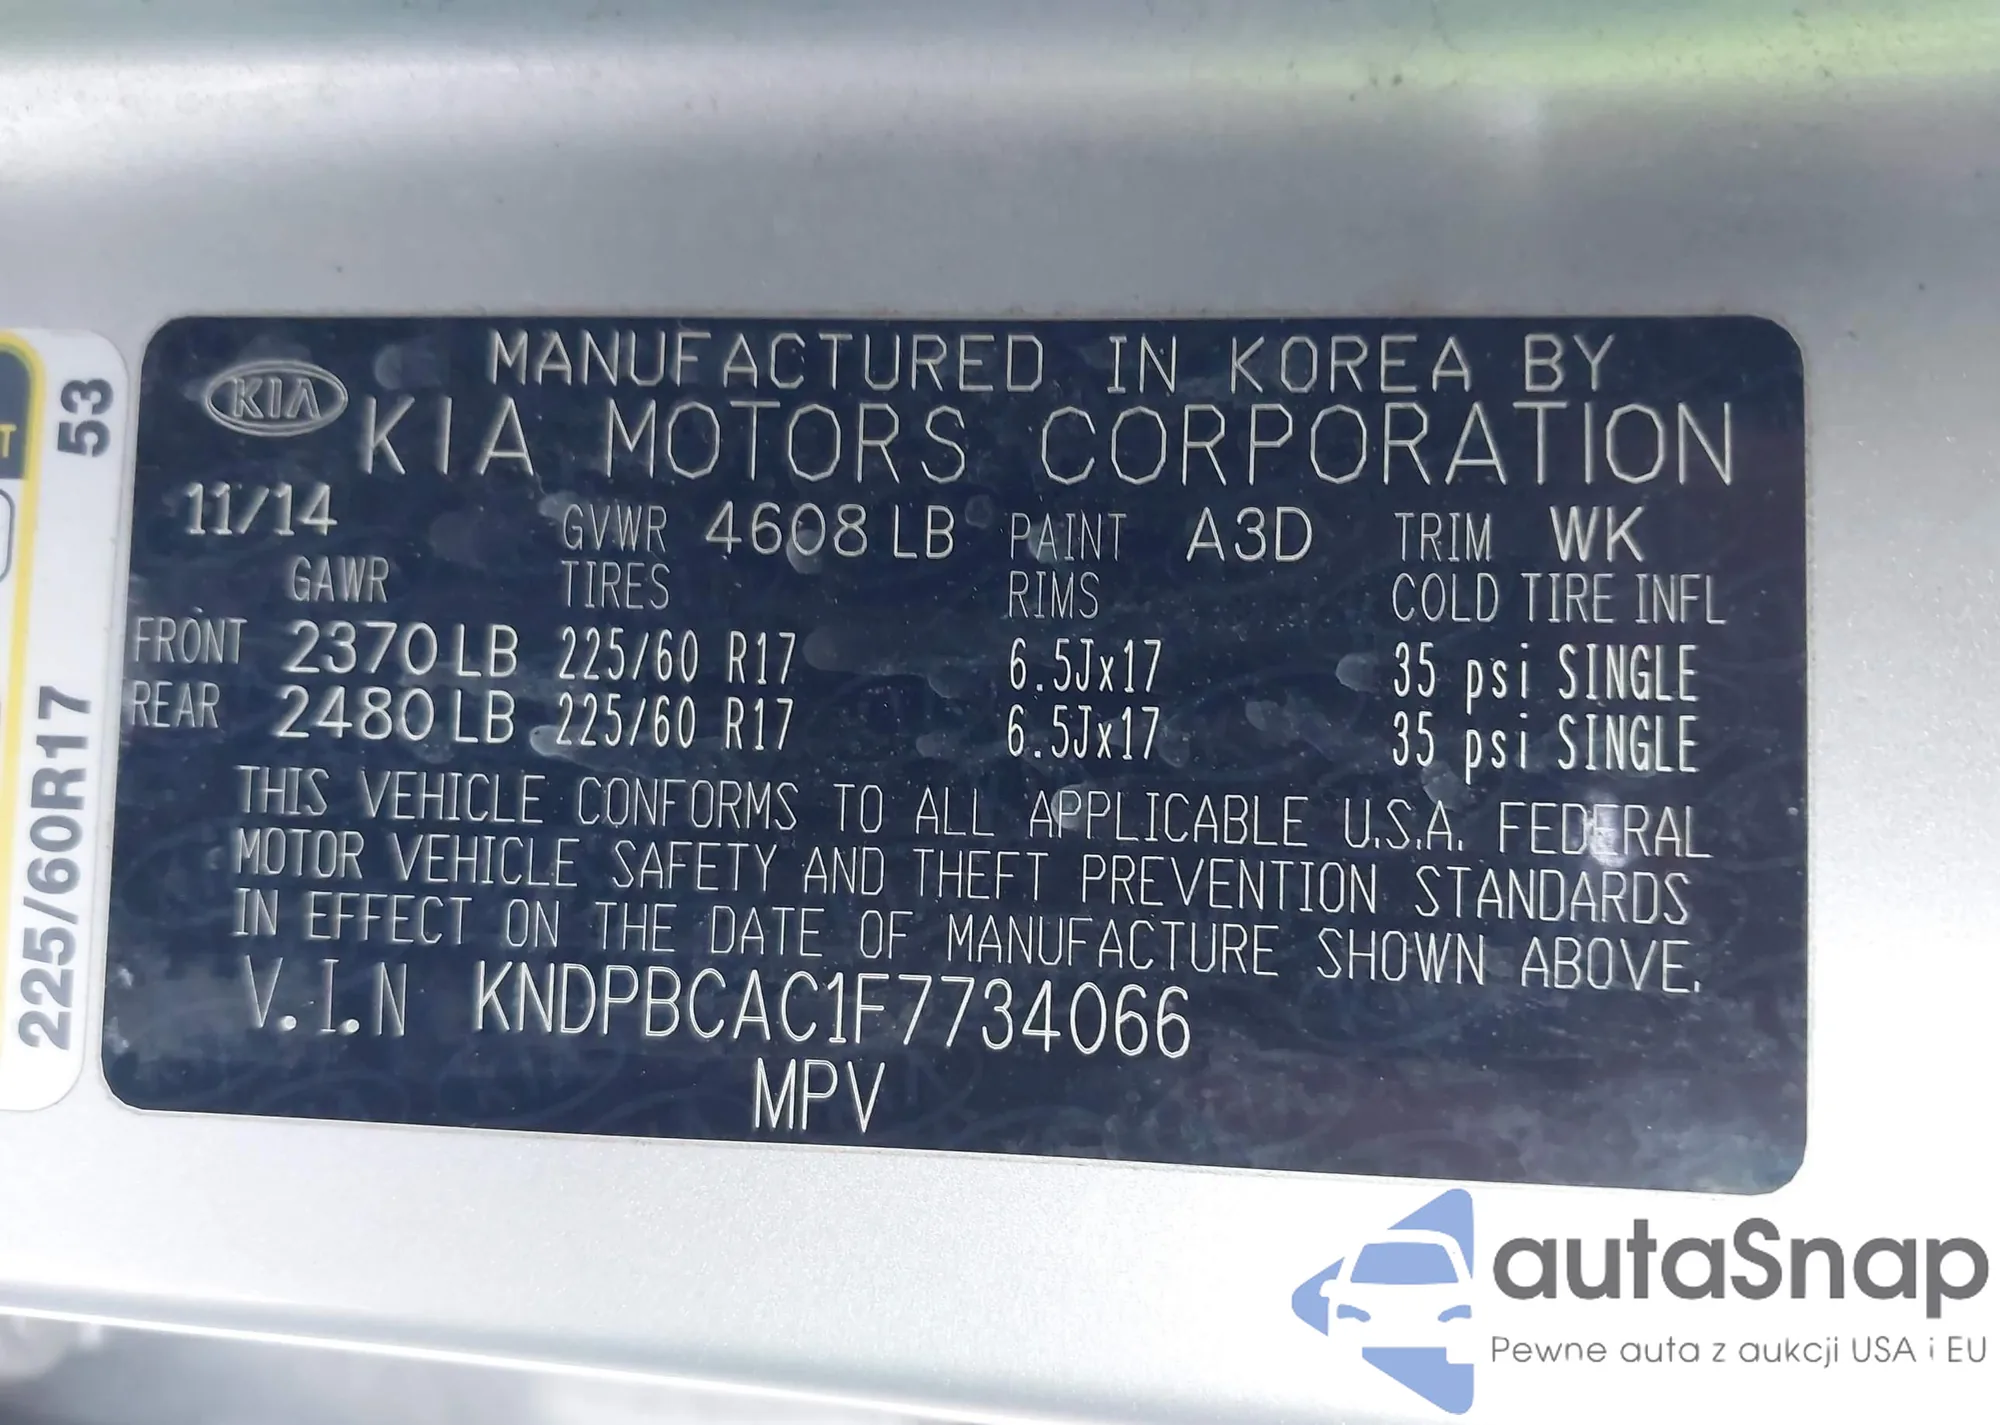 MANUFACTURED IN KOREA BY
KIA
KIA MOTORS CORPORATION
11/14 GVWR 4608 LB PAINT A3D TRIM WK
GAWR TIRES RIMS COLD TIRE INFL
FRONT 2370 LB 225/60 R17 6.5Jx17 35 psi SINGLE
REAR 2480 LB 225/60 R17 6.5Jx17 35 psi SINGLE
THIS VEHICLE CONFORMS TO ALL APPLICABLE U.S.A. FEDERAL
MOTOR VEHICLE SAFETY AND THEFT PREVENTION STANDARDS
IN EFFECT ON THE DATE OF MANUFACTURE SHOWN ABOVE.
V.I.N KNDPBCAC1F7734066
MPV
225/60R17 53
T
autaSnap
Pewne auta z aukcji USA i EU